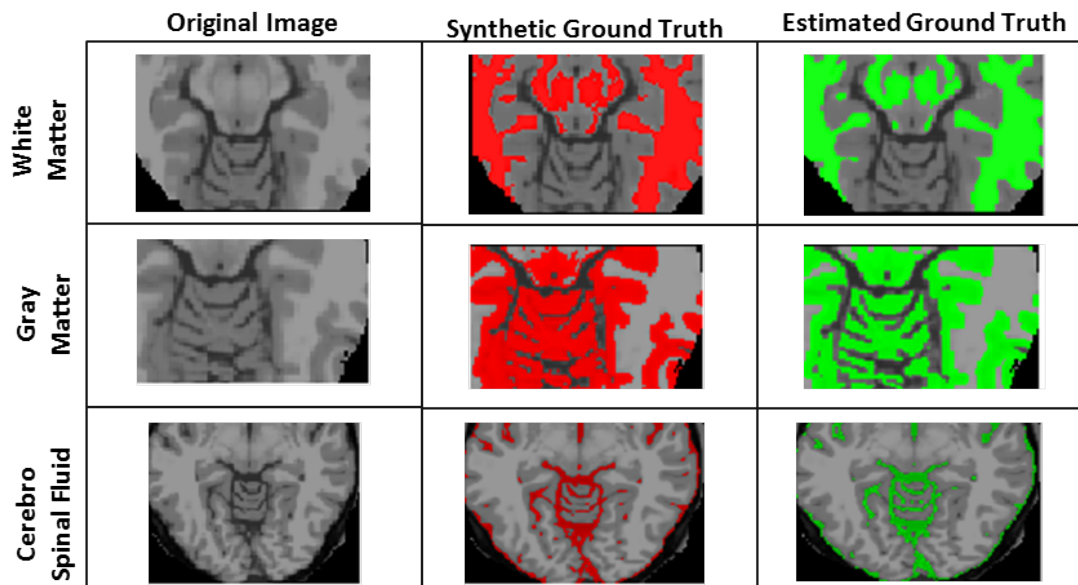 Original Image
Synthetic Ground Truth
Estimated Ground Truth
White
Matter
Gray
Matter
Cerebro
Spinal Fluid